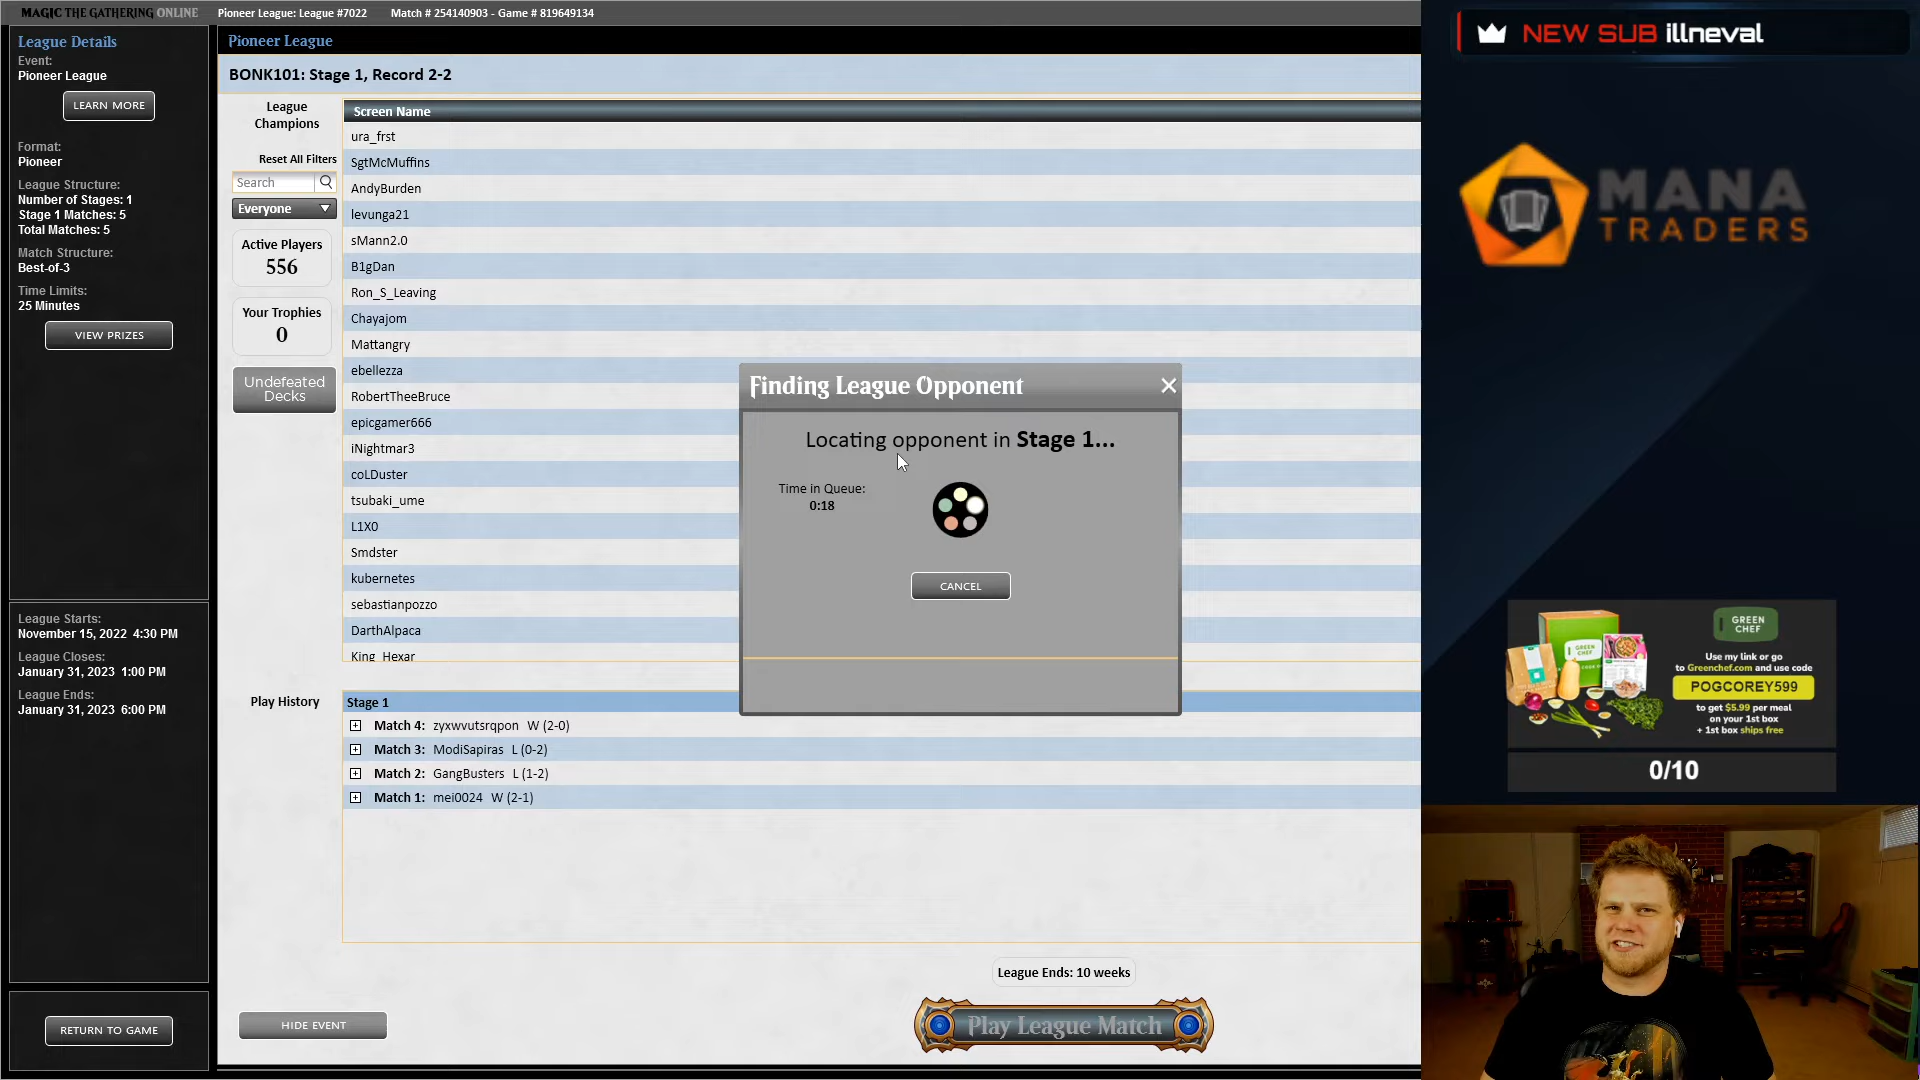 MAGIC THE GATHERING ONLINE
Pioneer League: League #7022
Match # 254140903 - Game # 819649134
League Details
Event:
Pioneer League
LEARN MORE
Format:
Pioneer
League Structure:
Number of Stages: 1
Stage 1 Matches: 5
Total Matches: 5
Match Structure:
Best-of-3
Time Limits:
25 Minutes
VIEW PRIZES
League Starts:
November 15, 2022 4:30 PM
League Closes:
January 31, 2023 1:00 PM
League Ends:
January 31, 2023 6:00 PM
RETURN TO GAME
Pioneer League
BONK101: Stage 1, Record 2-2
League
Champions
Reset All Filters
Search
Everyone
Active Players
556
Your Trophies
0
Undefeated
Decks
Screen Name
ura_frst
SgtMcMuffins
AndyBurden
levunga21
sMann2.0
B1gDan
Ron_S_Leaving
Chayajom
Mattangry
ebellezza
RobertTheeBruce
epicgamer666
iNightmar3
coLDuster
tsubaki_ume
L1X0
Smdster
kubernetes
sebastianpozzo
DarthAlpaca
King_Hexar
Finding League Opponent
Locating opponent in Stage 1...
Time in Queue:
0:18
CANCEL
Play History
Stage 1
Match 4: zyxwvutsrqpon W (2-0)
Match 3: ModiSapiras L (0-2)
Match 2: GangBusters L (1-2)
Match 1: mei0024 W (2-1)
League Ends: 10 weeks
HIDE EVENT
Play League Match
NEW SUB illneval
MANA
TRADERS
GREEN
CHEF
Use my link or go
to Greenchef.com and use code
POGCOREY599
to get $5.99 per meal
on your 1st box
+ 1st box ships free
0/10